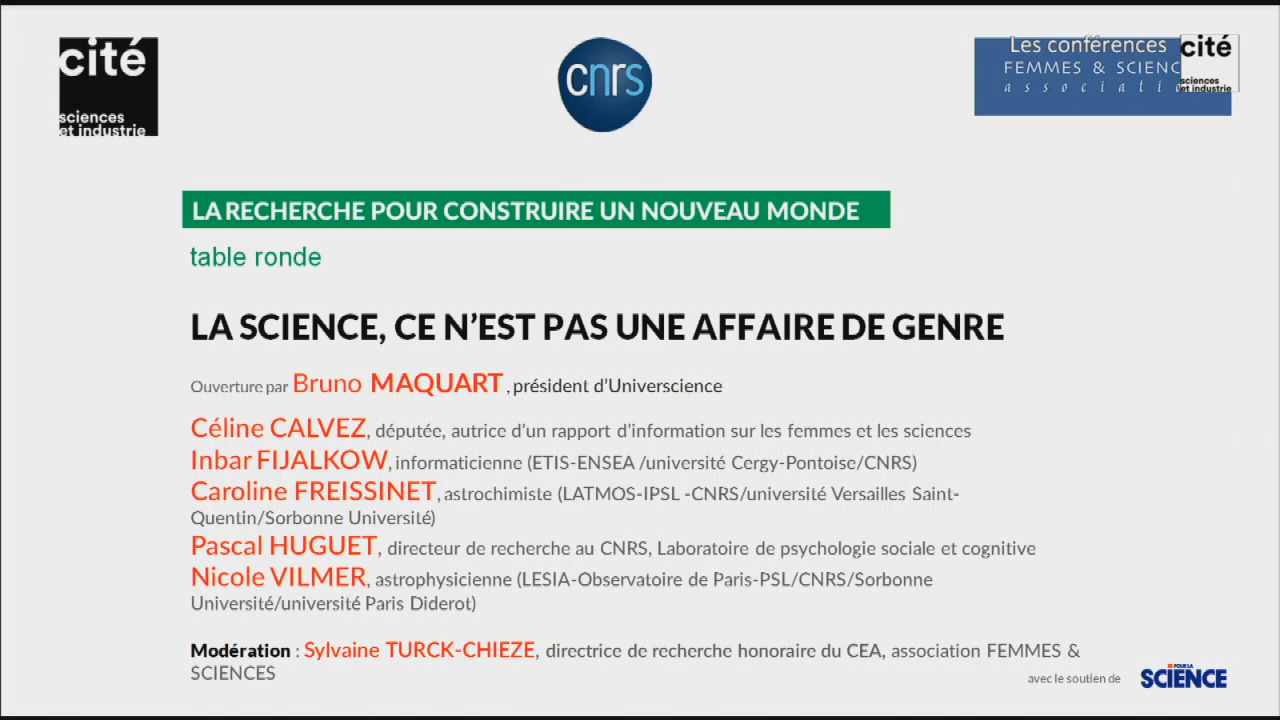 cité
sciences
et industrie
cnrs
Les conférences
FEMMES & SCIENC
associati
cité
sciences
et industrie
LA RECHERCHE POUR CONSTRUIRE UN NOUVEAU MONDE
table ronde
LA SCIENCE, CE N’EST PAS UNE AFFAIRE DE GENRE
Ouverture par Bruno MAQUART , président d’Universcience
Céline CALVEZ, députée, autrice d’un rapport d’information sur les femmes et les sciences
Inbar FIJALKOW, informaticienne (ETIS-ENSEA /université Cergy-Pontoise/CNRS)
Caroline FREISSINET, astrochimiste (LATMOS-IPSL -CNRS/université Versailles Saint-
Quentin/Sorbonne Université)
Pascal HUGUET, directeur de recherche au CNRS, Laboratoire de psychologie sociale et cognitive
Nicole VILMER, astrophysicienne (LESIA-Observatoire de Paris-PSL/CNRS/Sorbonne
Université/université Paris Diderot)
Modération : Sylvaine TURCK-CHIEZE, directrice de recherche honoraire du CEA, association FEMMES &
SCIENCES
avec le soutien de
POUR LA
SCIENCE